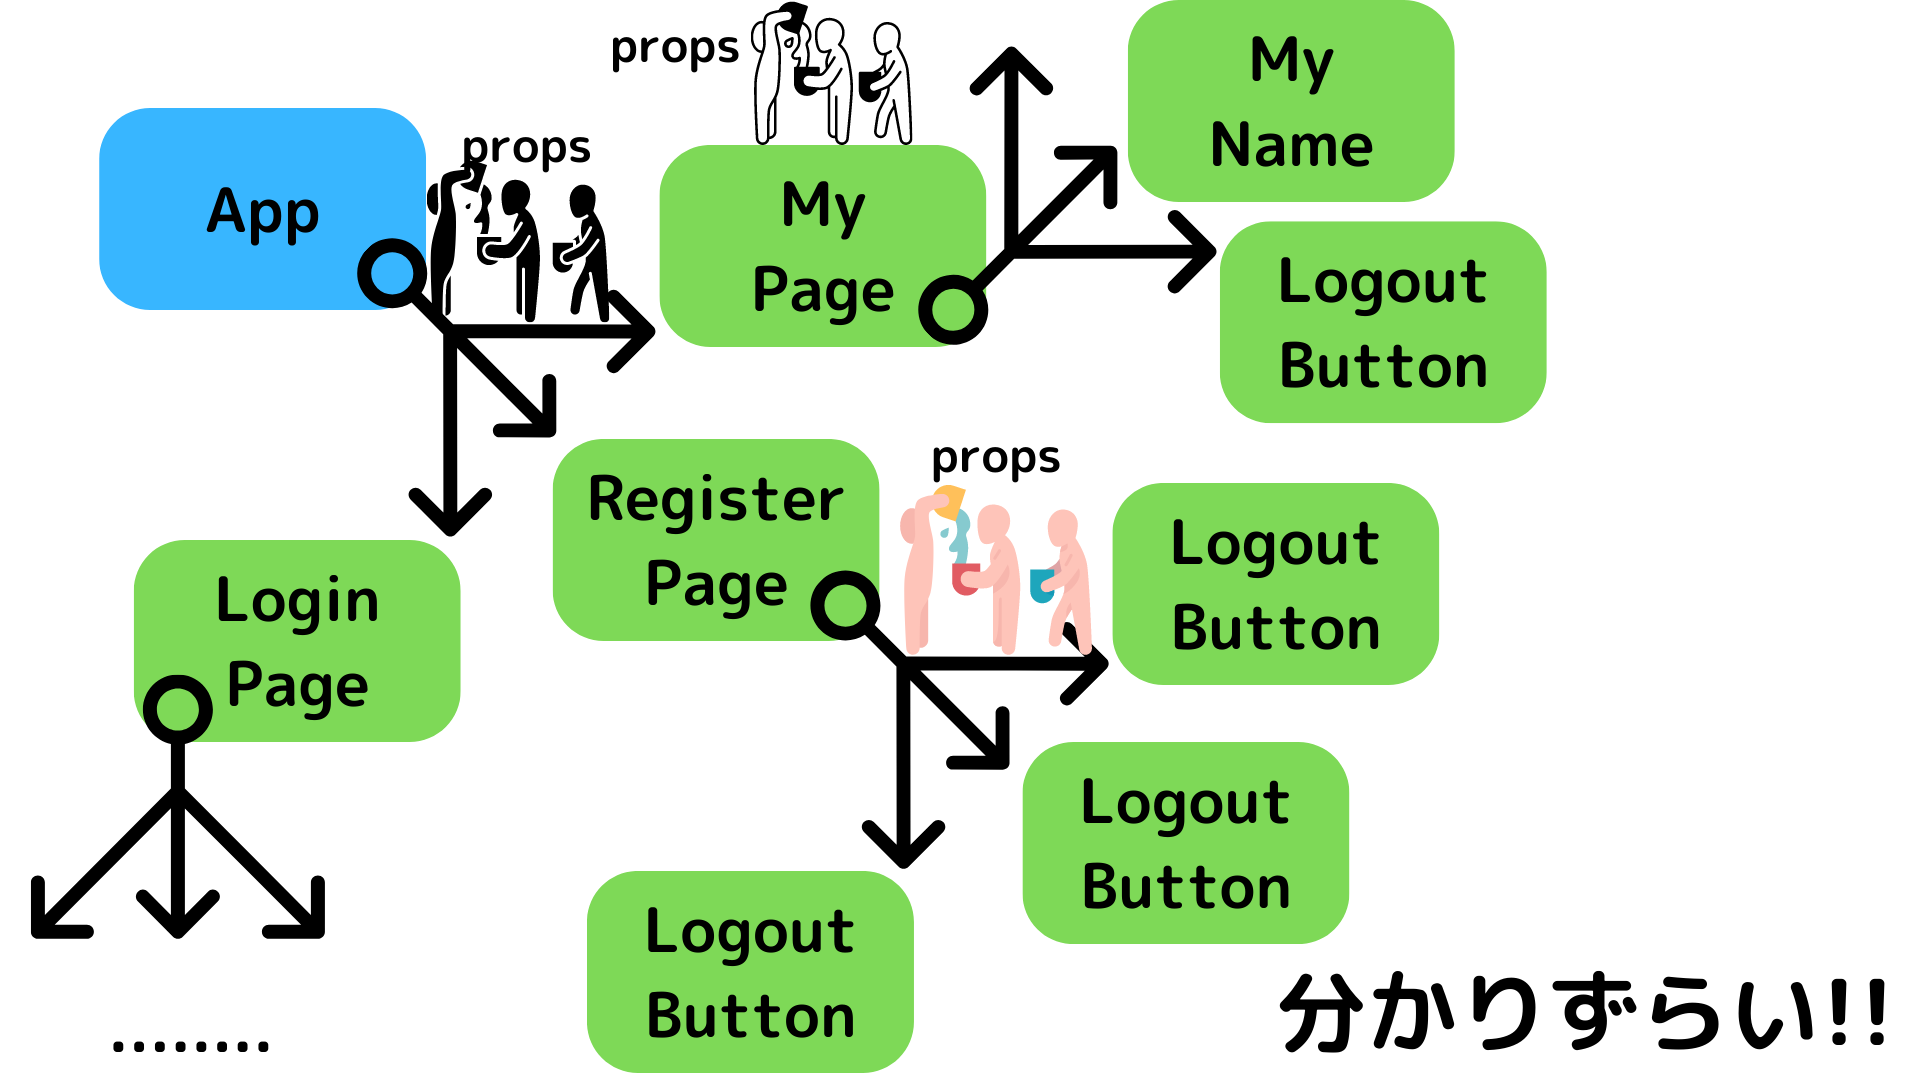 props
My
Name
App
props
My
Page
Logout
Button
Register
Page
props
Logout
Button
Login
Page
Logout
Button
Logout
Button
分かりずらい!!
........